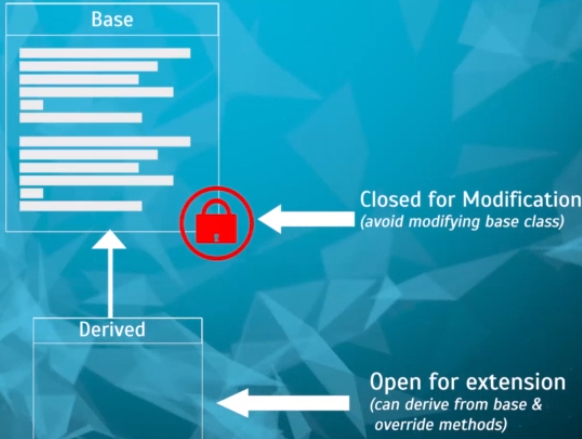 Base
Closed for Modification
(avoid modifying base class)
Derived
Open for extension
(can derive from base &
override methods)